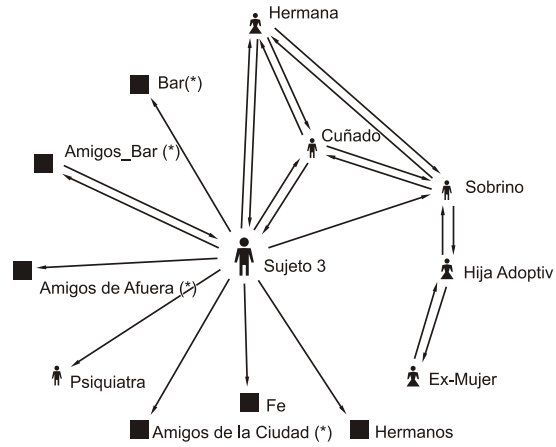 Hermana
Bar(*)
Cuñado
Amigos_Bar (*)
Sobrino
Sujeto 3
Hija Adoptiv
Amigos de Afuera (*)
Psiquiatra
Ex-Mujer
Fe
Amigos de la Ciudad (*)
Hermanos